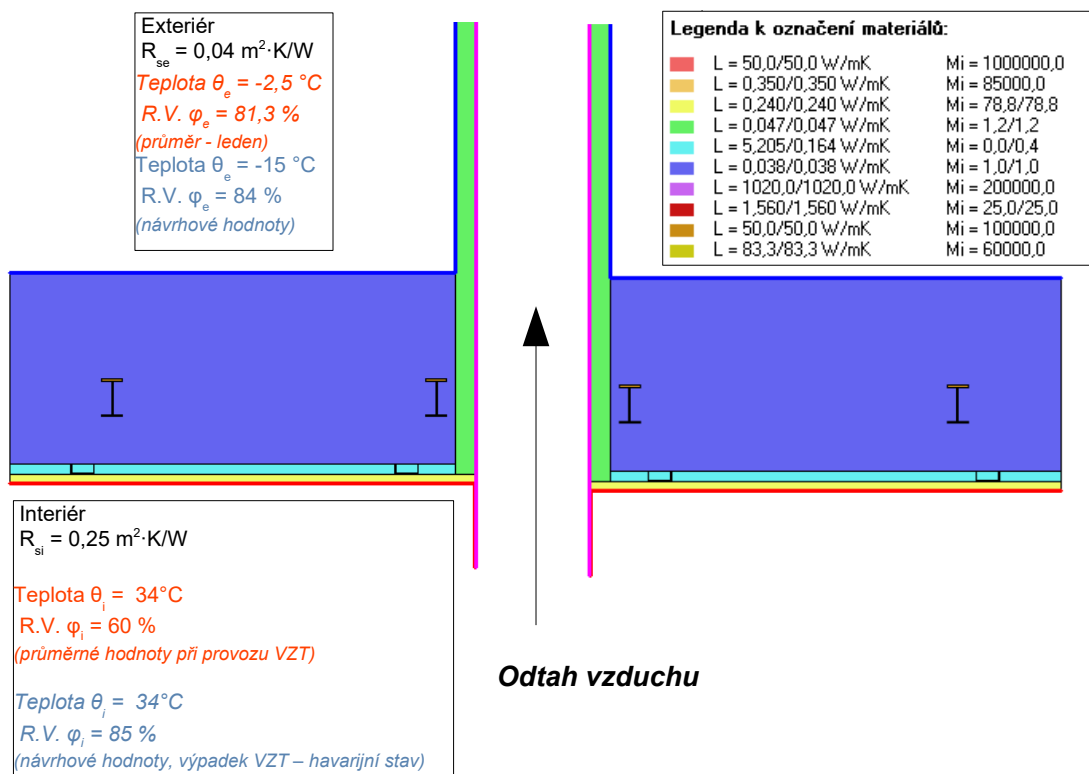 Exteriér
Rse = 0,04 m²·K/W
Teplota θe = -2,5 °C
R.V. φe = 81,3 %
(průměr - leden)
Teplota θe = -15 °C
R.V. φe = 84 %
(návrhové hodnoty)
Legenda k označení materiálů:
L = 50,0/50,0 W/mK Mi = 1000000,0
L = 0,350/0,350 W/mK Mi = 85000,0
L = 0,240/0,240 W/mK Mi = 78,8/78,8
L = 0,047/0,047 W/mK Mi = 1,2/1,2
L = 5,205/0,164 W/mK Mi = 0,0/0,4
L = 0,038/0,038 W/mK Mi = 1,0/1,0
L = 1020,0/1020,0 W/mK Mi = 200000,0
L = 1,560/1,560 W/mK Mi = 25,0/25,0
L = 50,0/50,0 W/mK Mi = 100000,0
L = 83,3/83,3 W/mK Mi = 60000,0
Interiér
Rsi = 0,25 m²·K/W
Teplota θi = 34°C
R.V. φi = 60 %
(průměrné hodnoty při provozu VZT)
Teplota θi = 34°C
R.V. φi = 85 %
(návrhové hodnoty, výpadek VZT – havarijní stav)
Odtah vzduchu